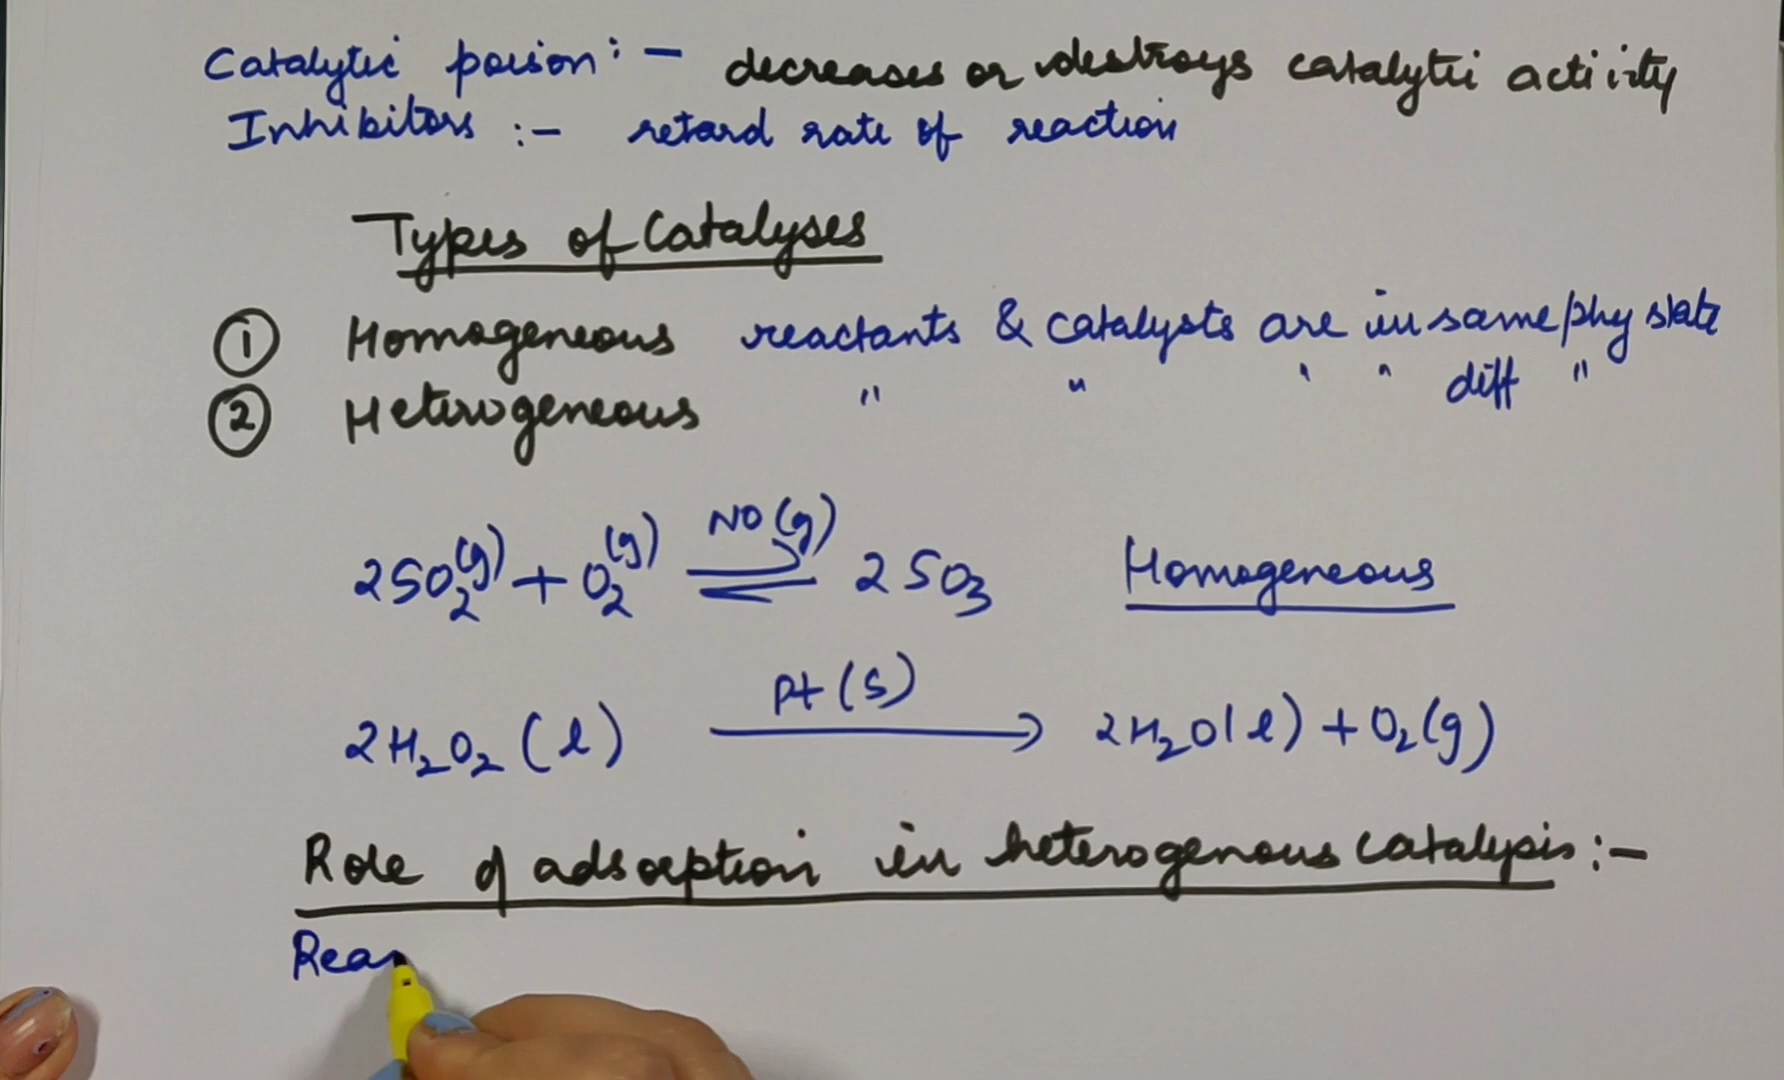 Catalytic poison :- decreases or destroys catalytic activity
Inhibitors :- retard rate of reaction
Types of Catalyses
① Homogeneous reactants & catalysts are in same phy state
② Heterogeneous " " " " diff "
2SO₂(g) + O₂(g) ⇌ NO(g) 2SO₃ Homogeneous
2H₂O₂(l) Pt(s) → 2H₂O(l) + O₂(g)
Role of adsorption in heterogenous catalysis :-
Rea